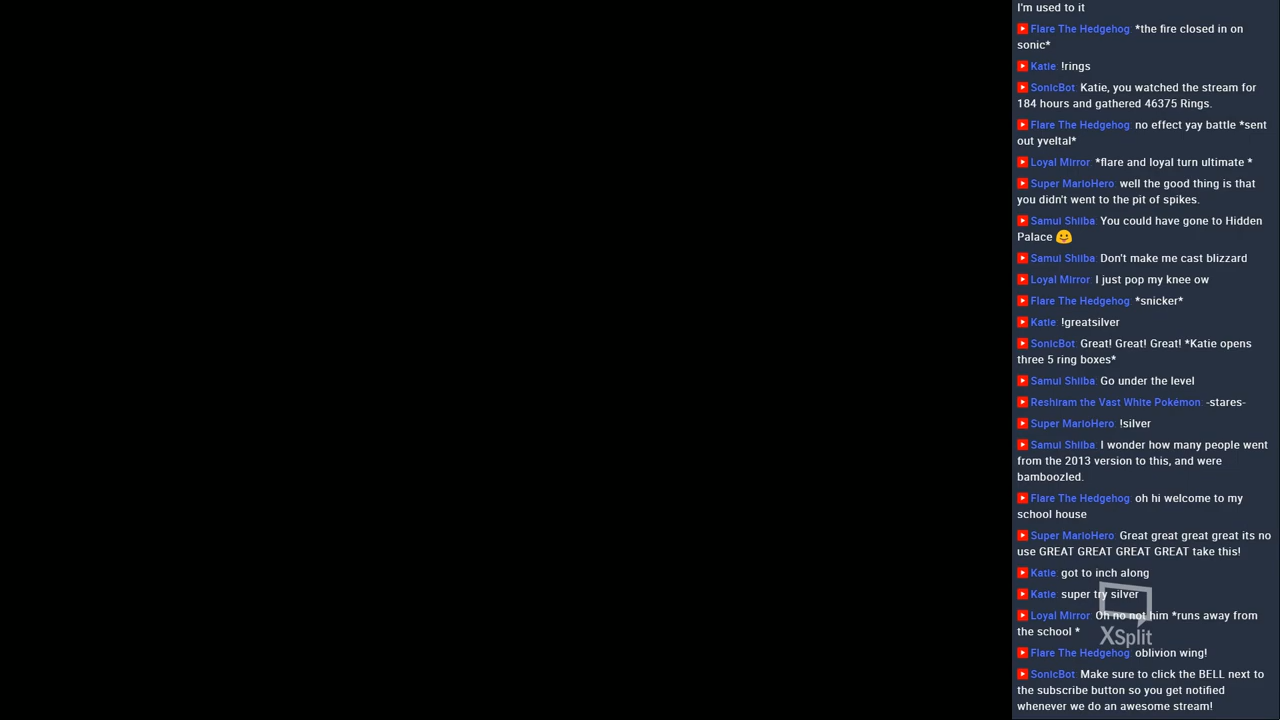 I'm used to it
Flare The Hedgehog: *the fire closed in on
sonic*
Katie: !rings
SonicBot: Katie, you watched the stream for
184 hours and gathered 46375 Rings.
Flare The Hedgehog: no effect yay battle *sent
out yveltal*
Loyal Mirror: *flare and loyal turn ultimate *
Super MarioHero: well the good thing is that
you didn't went to the pit of spikes.
Samui Shiiba: You could have gone to Hidden
Palace
Samui Shiiba: Don't make me cast blizzard
Loyal Mirror: I just pop my knee ow
Flare The Hedgehog: *snicker*
Katie: !greatsilver
SonicBot: Great! Great! Great! *Katie opens
three 5 ring boxes*
Samui Shiiba: Go under the level
Reshiram the Vast White Pokémon: -stares-
Super MarioHero: !silver
Samui Shiiba: I wonder how many people went
from the 2013 version to this, and were
bamboozled.
Flare The Hedgehog: oh hi welcome to my
school house
Super MarioHero: Great great great great its no
use GREAT GREAT GREAT GREAT take this!
Katie: got to inch along
Katie: super try silver
Loyal Mirror: Oh no not him *runs away from
the school *
XSplit
Flare The Hedgehog: oblivion wing!
SonicBot: Make sure to click the BELL next to
the subscribe button so you get notified
whenever we do an awesome stream!